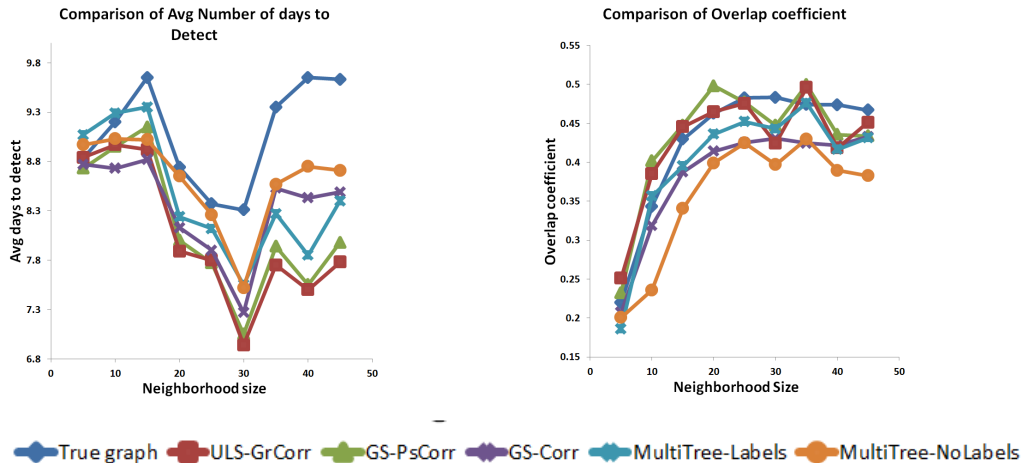 Comparison of Avg Number of days to
Detect
9.8
9.3
8.8
8.3
7.8
7.3
6.8
Avg days to detect
0
10
20
30
40
50
Neighborhood size
Comparison of Overlap coefficient
0.55
0.5
0.45
0.4
0.35
0.3
0.25
0.2
0.15
Overlap coefficient
0
10
20
30
40
50
Neighborhood Size
True graph
ULS-GrCorr
GS-PsCorr
GS-Corr
MultiTree-Labels
MultiTree-NoLabels